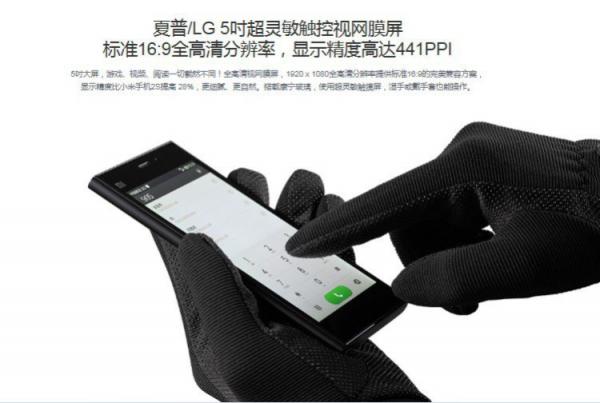 夏普/LG 5吋超灵敏触控视网膜屏
标准16:9全高清分辨率，显示精度高达441PPI
5吋大屏，游戏、视频、阅读一切截然不同！全高清视网膜屏，1920 x 1080全高清分辨率提供标准16:9的完美兼容方案，
显示精度比小米手机2S提高 28%，更细腻、更自然。搭载康宁玻璃，使用超灵敏触摸屏，湿手或戴手套也能操作。
905